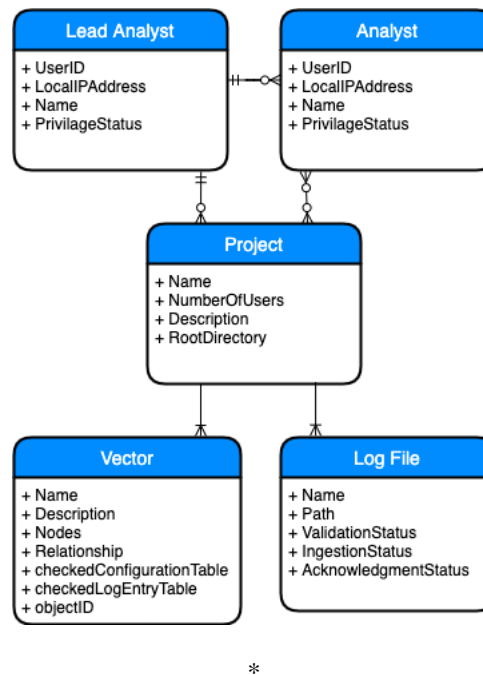 Lead Analyst
+ UserID
+ LocalIPAddress
+ Name
+ PrivilageStatus
Analyst
+ UserID
+ LocalIPAddress
+ Name
+ PrivilageStatus
Project
+ Name
+ NumberOfUsers
+ Description
+ RootDirectory
Vector
+ Name
+ Description
+ Nodes
+ Relationship
+ checkedConfigurationTable
+ checkedLogEntryTable
+ objectID
Log File
+ Name
+ Path
+ ValidationStatus
+ IngestionStatus
+ AcknowledgmentStatus
*